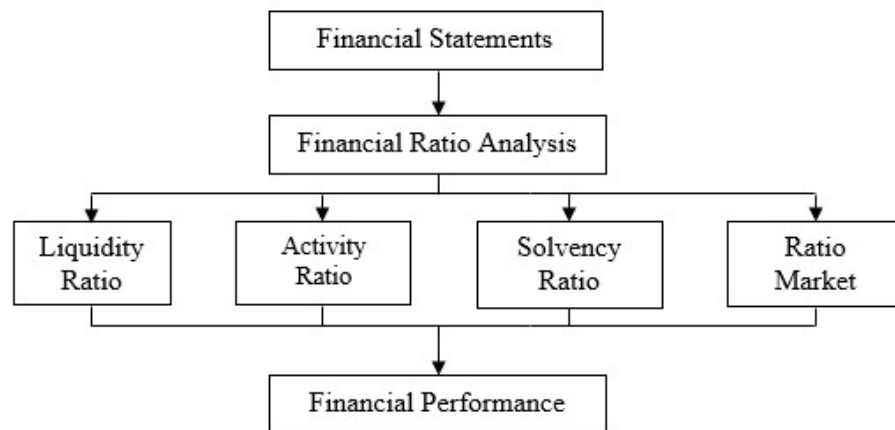 Financial Statements
Financial Ratio Analysis
Liquidity
Ratio
Activity
Ratio
Solvency
Ratio
Ratio
Market
Financial Performance